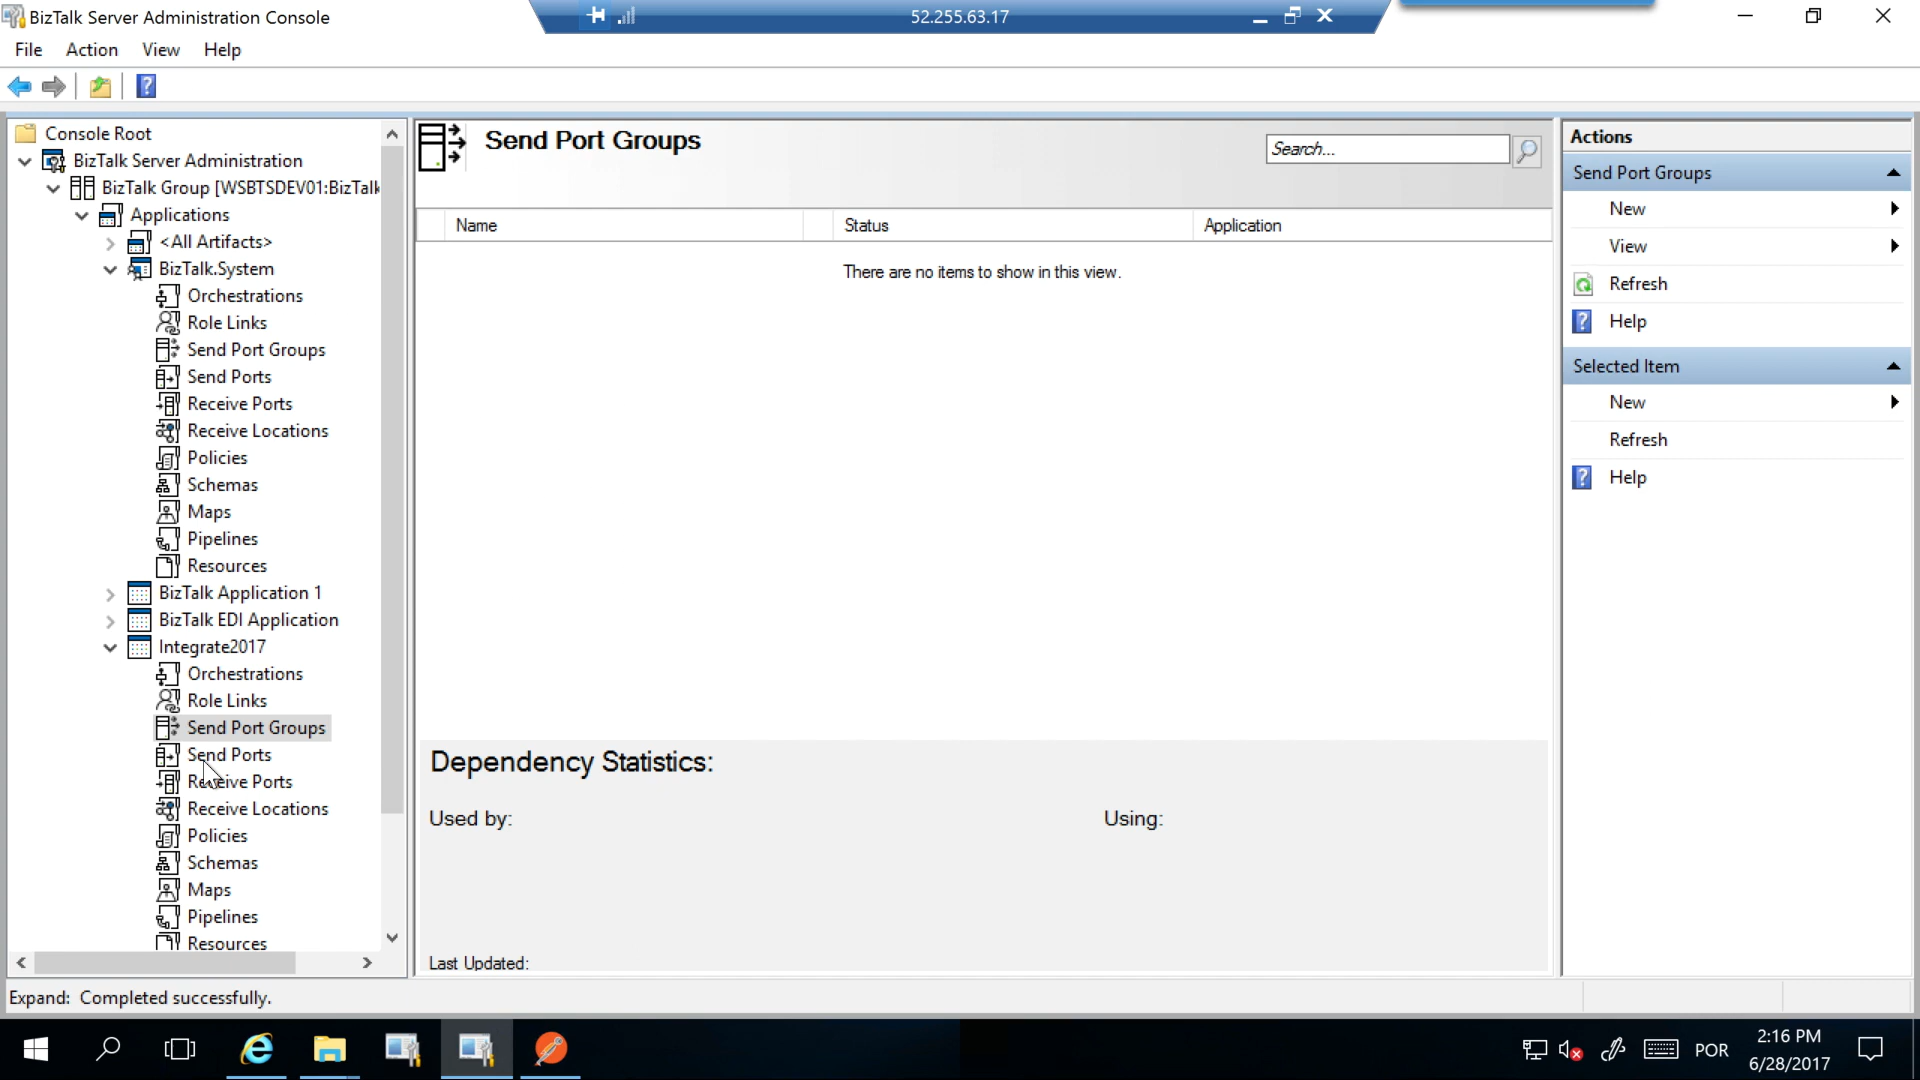 BizTalk Server Administration Console
52.255.63.17
File Action View Help
Console Root
BizTalk Server Administration
BizTalk Group [WSBTSDEV01:BizTalk
Applications
<All Artifacts>
BizTalk.System
Orchestrations
Role Links
Send Port Groups
Send Ports
Receive Ports
Receive Locations
Policies
Schemas
Maps
Pipelines
Resources
BizTalk Application 1
BizTalk EDI Application
Integrate2017
Orchestrations
Role Links
Send Port Groups
Send Ports
Receive Ports
Receive Locations
Policies
Schemas
Maps
Pipelines
Resources
Send Port Groups
Search...
Name Status Application
There are no items to show in this view.
Dependency Statistics:
Used by: Using:
Last Updated:
Actions
Send Port Groups
New
View
Refresh
Help
Selected Item
New
Refresh
Help
Expand: Completed successfully.
POR
2:16 PM
6/28/2017